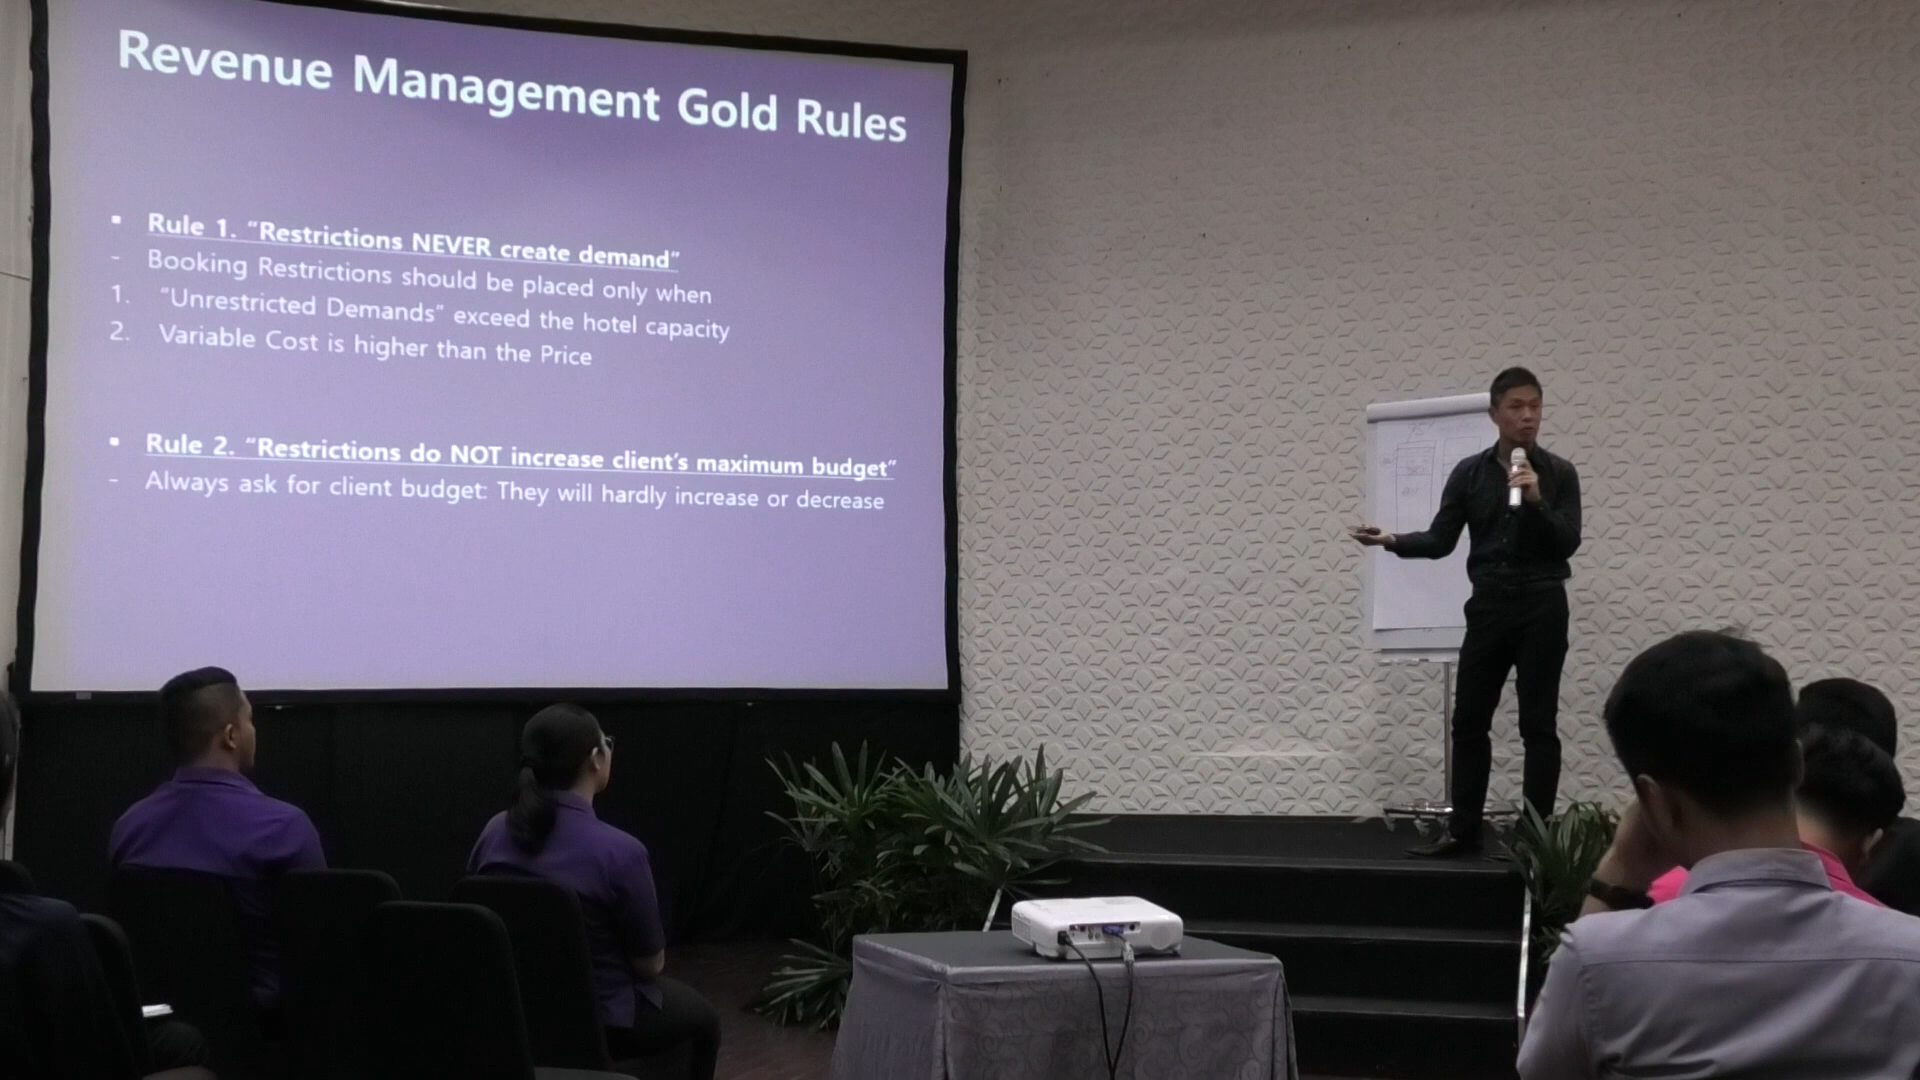 Revenue Management Gold Rules
▪ Rule 1. “Restrictions NEVER create demand”
- Booking Restrictions should be placed only when
1. “Unrestricted Demands” exceed the hotel capacity
2. Variable Cost is higher than the Price
▪ Rule 2. “Restrictions do NOT increase client’s maximum budget”
- Always ask for client budget: They will hardly increase or decrease